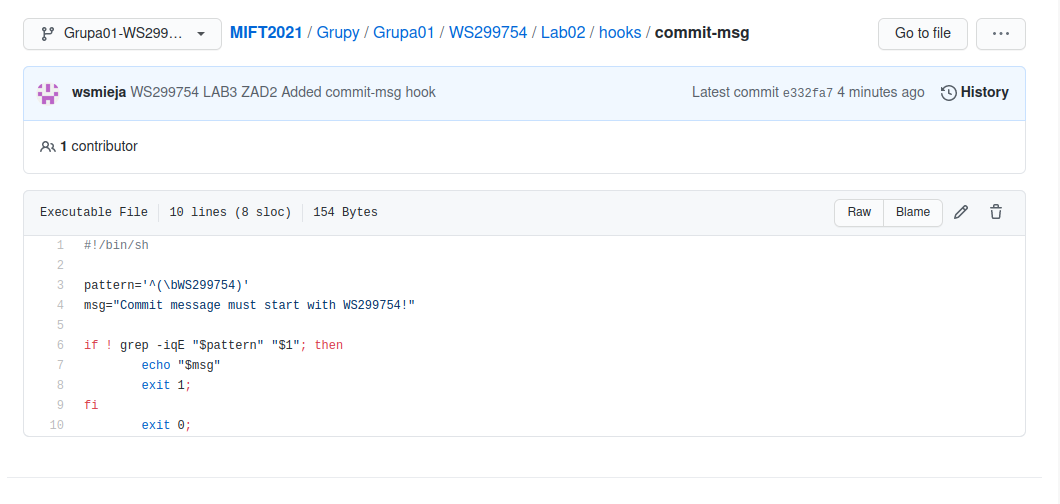 Grupa01-WS299... MIFT2021 / Grupy / Grupa01 / WS299754 / Lab02 / hooks / commit-msg Go to file ...
wsmieja WS299754 LAB3 ZAD2 Added commit-msg hook Latest commit e332fa7 4 minutes ago History
1 contributor
Executable File 10 lines (8 sloc) 154 Bytes Raw Blame
1 #!/bin/sh
2
3 pattern='^(\bWS299754)'
4 msg="Commit message must start with WS299754!"
5
6 if ! grep -iqE "$pattern" "$1"; then
7 echo "$msg"
8 exit 1;
9 fi
10 exit 0;